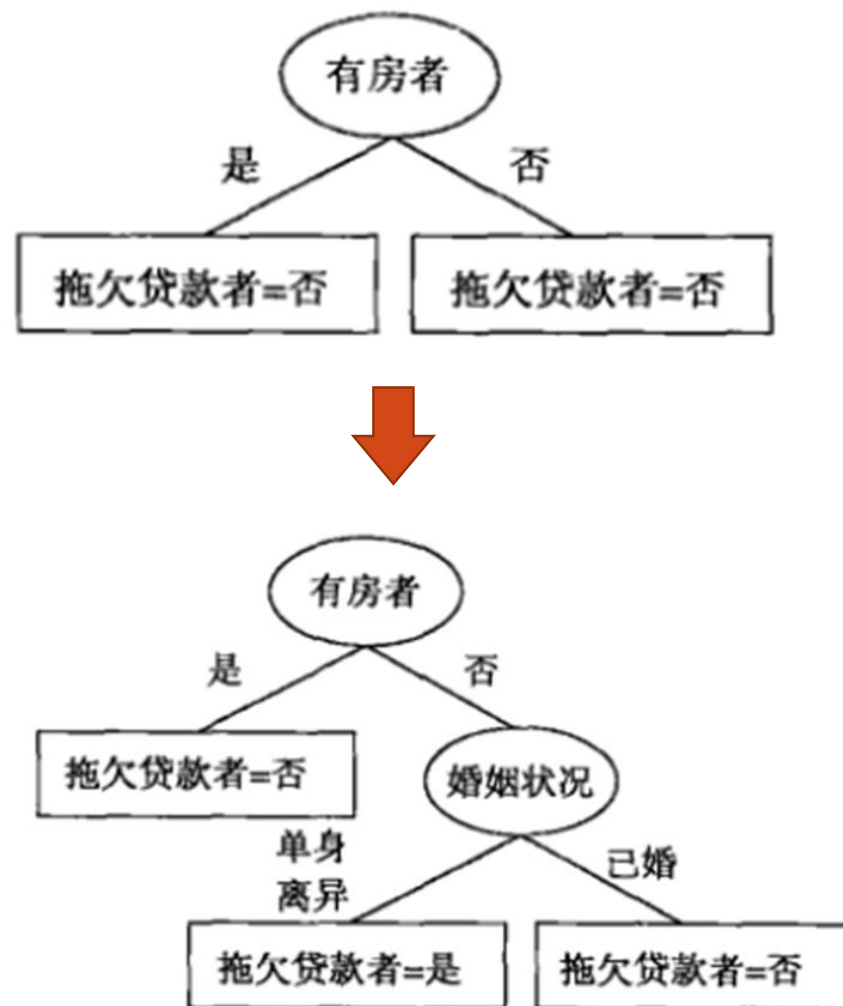 有房者
是
否
拖欠贷款者=否
拖欠贷款者=否
有房者
是
否
拖欠贷款者=否
婚姻状况
单身
离异
已婚
拖欠贷款者=是
拖欠贷款者=否